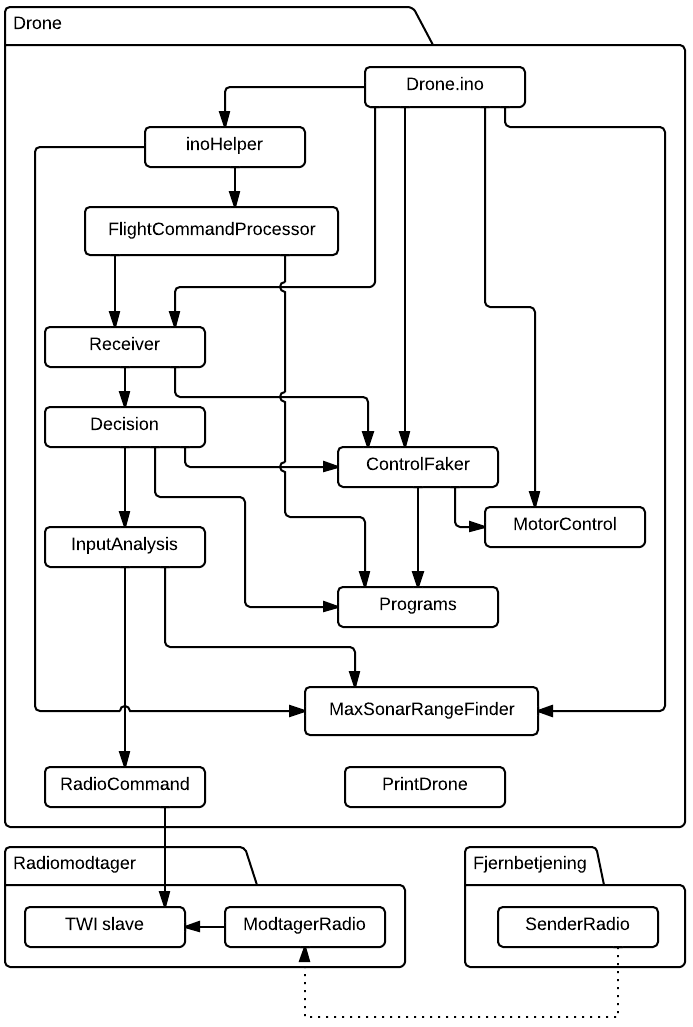 Drone
Drone.ino
inoHelper
FlightCommandProcessor
Receiver
Decision
ControlFaker
MotorControl
InputAnalysis
Programs
MaxSonarRangeFinder
RadioCommand
PrintDrone
Radiomodtager
Fjernbetjening
TWI slave
ModtagerRadio
SenderRadio